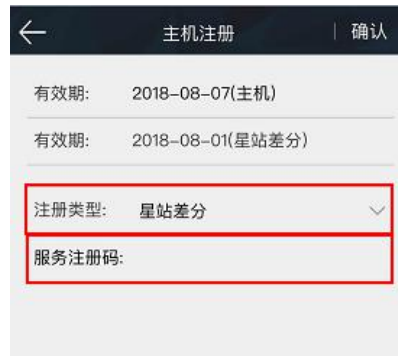 主机注册 确认
有效期: 2018-08-07(主机)
有效期: 2018-08-01(星站差分)
注册类型: 星站差分
服务注册码: